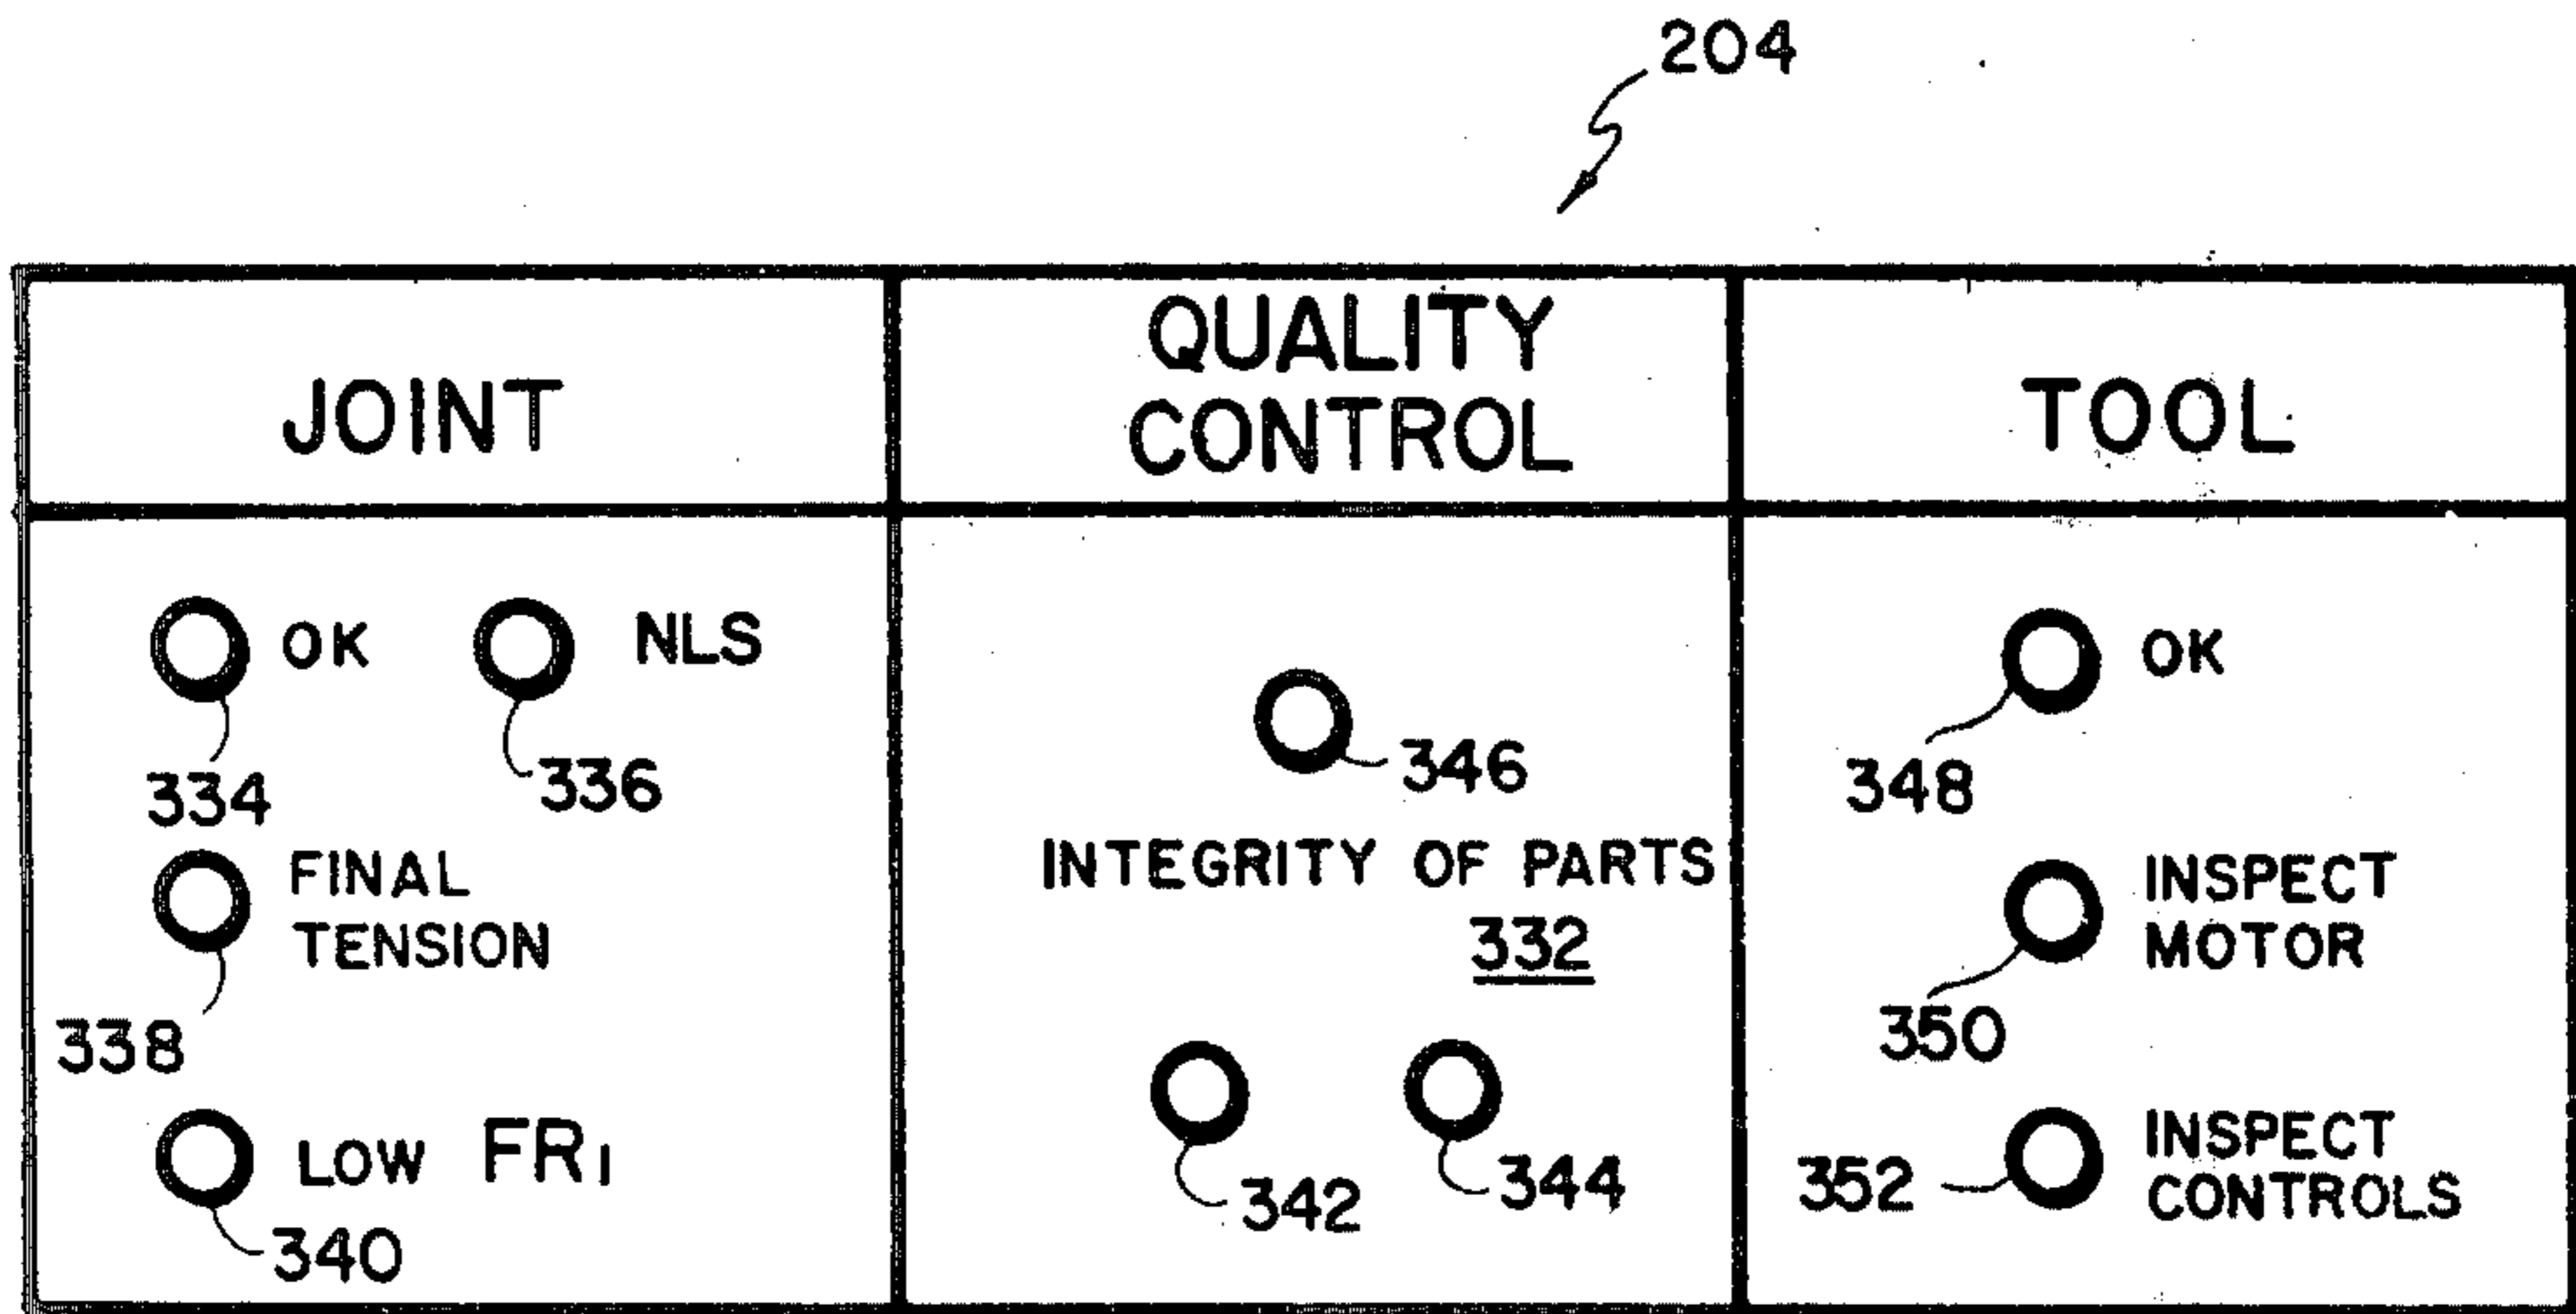 204
JOINT
QUALITY
CONTROL
TOOL
OK
NLS
334
336
FINAL
TENSION
338
LOW FR₁
340
346
INTEGRITY OF PARTS
332
342
344
OK
348
INSPECT
MOTOR
350
INSPECT
CONTROLS
352